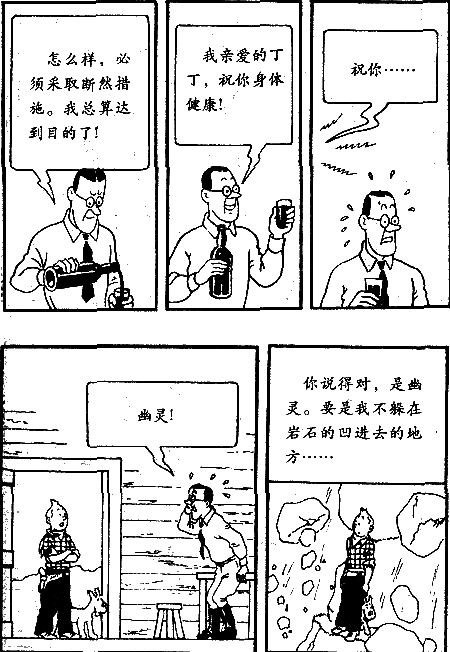 怎么样，必
须采取断然措
施。我总算达
到目的了！
我亲爱的丁
丁，祝你身体
健康！
祝你……
幽灵！
你说得对，是幽
灵。要是我不躲在
岩石的凹进去的地
方……